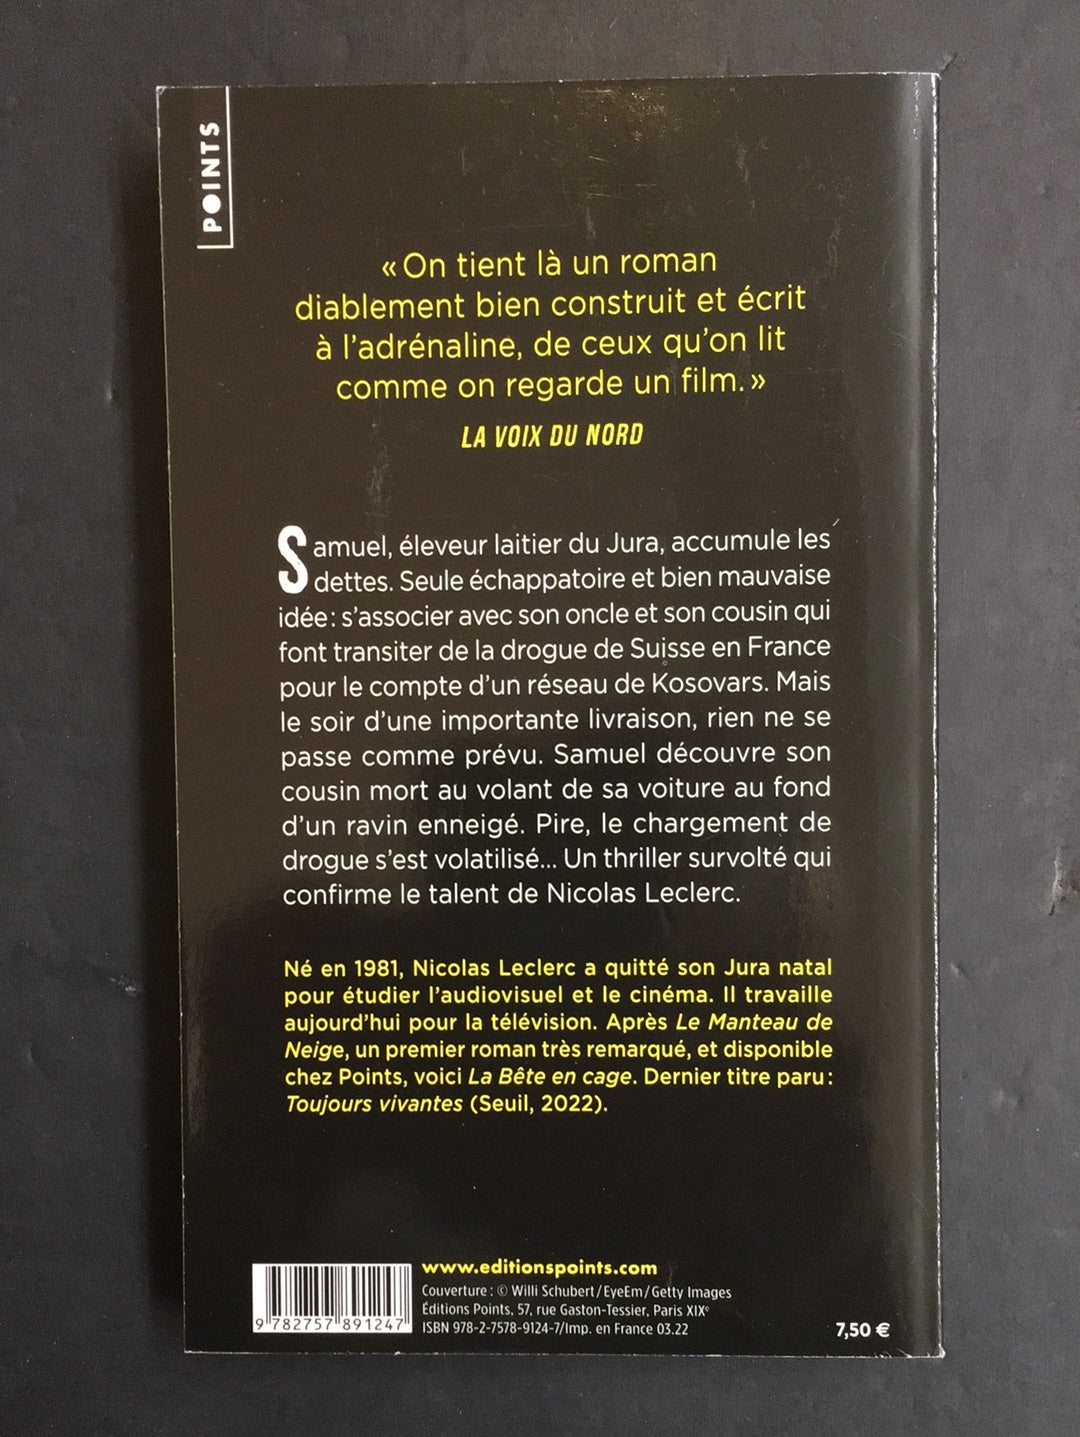 POINTS
« On tient là un roman
diablement bien construit et écrit
à l'adrénaline, de ceux qu'on lit
comme on regarde un film. »
LA VOIX DU NORD
Samuel, éleveur laitier du Jura, accumule les
dettes. Seule échappatoire et bien mauvaise
idée : s'associer avec son oncle et son cousin qui
font transiter de la drogue de Suisse en France
pour le compte d'un réseau de Kosovars. Mais
le soir d'une importante livraison, rien ne se
passe comme prévu. Samuel découvre son
cousin mort au volant de sa voiture au fond
d'un ravin enneigé. Pire, le chargement de
drogue s'est volatilisé... Un thriller survolté qui
confirme le talent de Nicolas Leclerc.
Né en 1981, Nicolas Leclerc a quitté son Jura natal
pour étudier l'audiovisuel et le cinéma. Il travaille
aujourd'hui pour la télévision. Après Le Manteau de
Neige, un premier roman très remarqué, et disponible
chez Points, voici La Bête en cage. Dernier titre paru :
Toujours vivantes (Seuil, 2022).
www.editionspoints.com
Couverture : © Willi Schubert / EyeEm / Getty Images
Éditions Points, 57, rue Gaston-Tessier, Paris XIXe
ISBN 978-2-7578-9124-7/Imp. en France 03.22
9 782757 891247
7,50 €